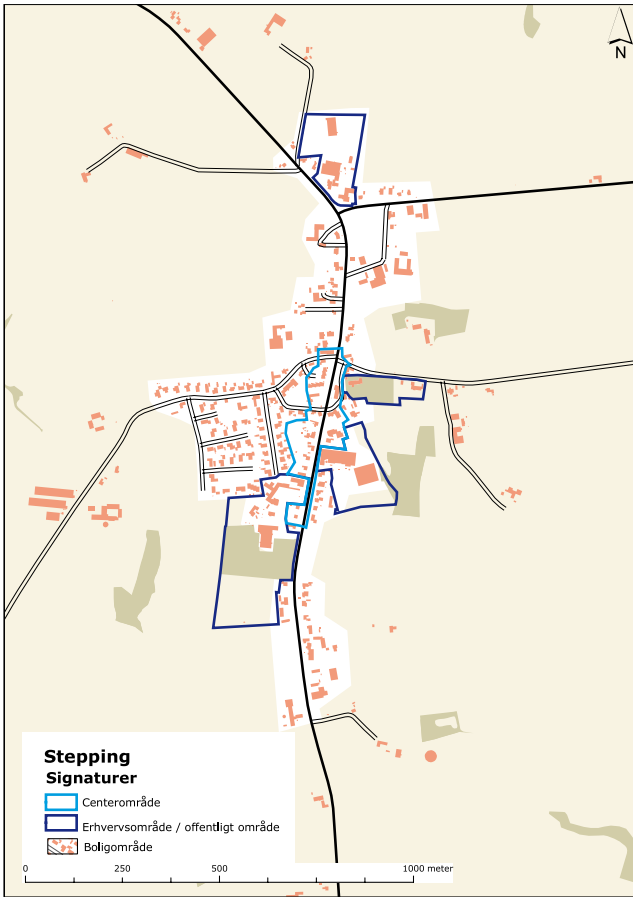 N
Stepping
Signaturer
Centerområde
Erhvervsområde / offentligt område
Boligområde
0 250 500 1000 meter